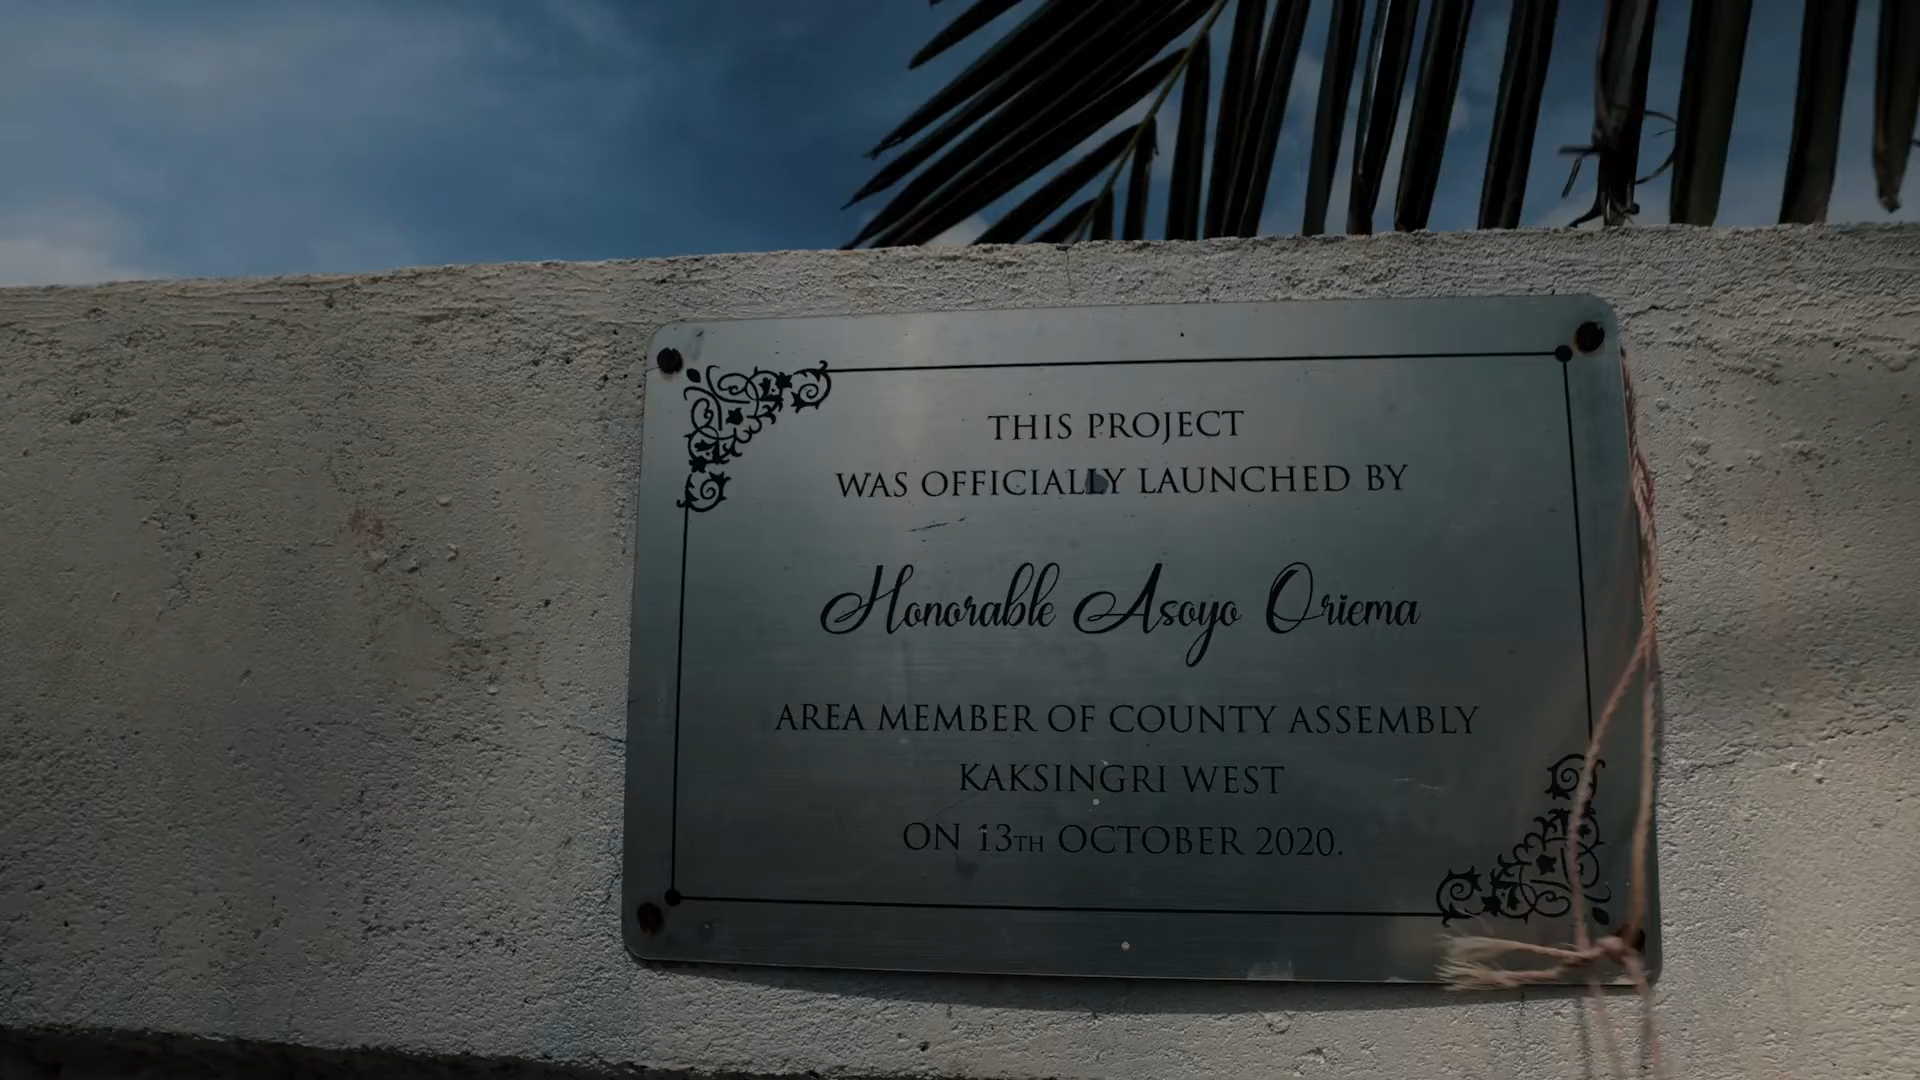 THIS PROJECT
WAS OFFICIALLY LAUNCHED BY
Honorable Asoyo Oriema
AREA MEMBER OF COUNTY ASSEMBLY
KAKSINGRI WEST
ON 13TH OCTOBER 2020.